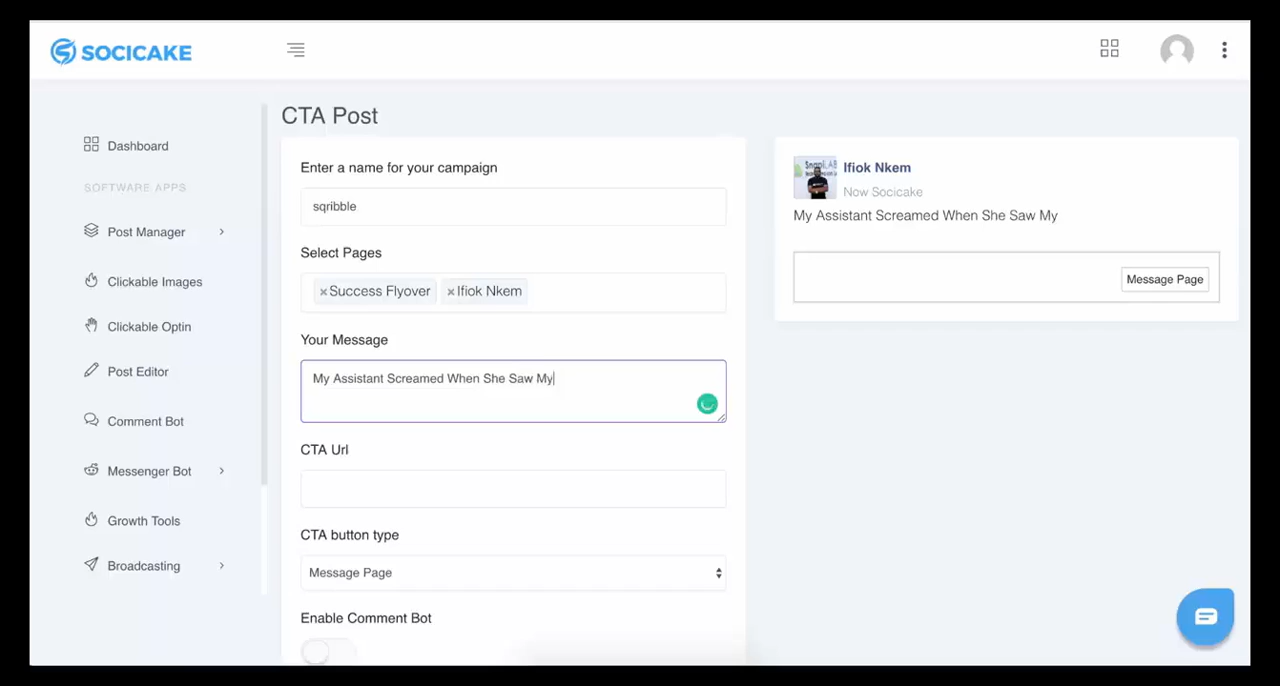 SOCICAKE
Dashboard
SOFTWARE APPS
Post Manager
Clickable Images
Clickable Optin
Post Editor
Comment Bot
Messenger Bot
Growth Tools
Broadcasting
CTA Post
Enter a name for your campaign
sqribble
Select Pages
×Success Flyover ×Ifiok Nkem
Your Message
My Assistant Screamed When She Saw My
CTA Url
CTA button type
Message Page
Enable Comment Bot
Ifiok Nkem
Now Socicake
My Assistant Screamed When She Saw My
Message Page